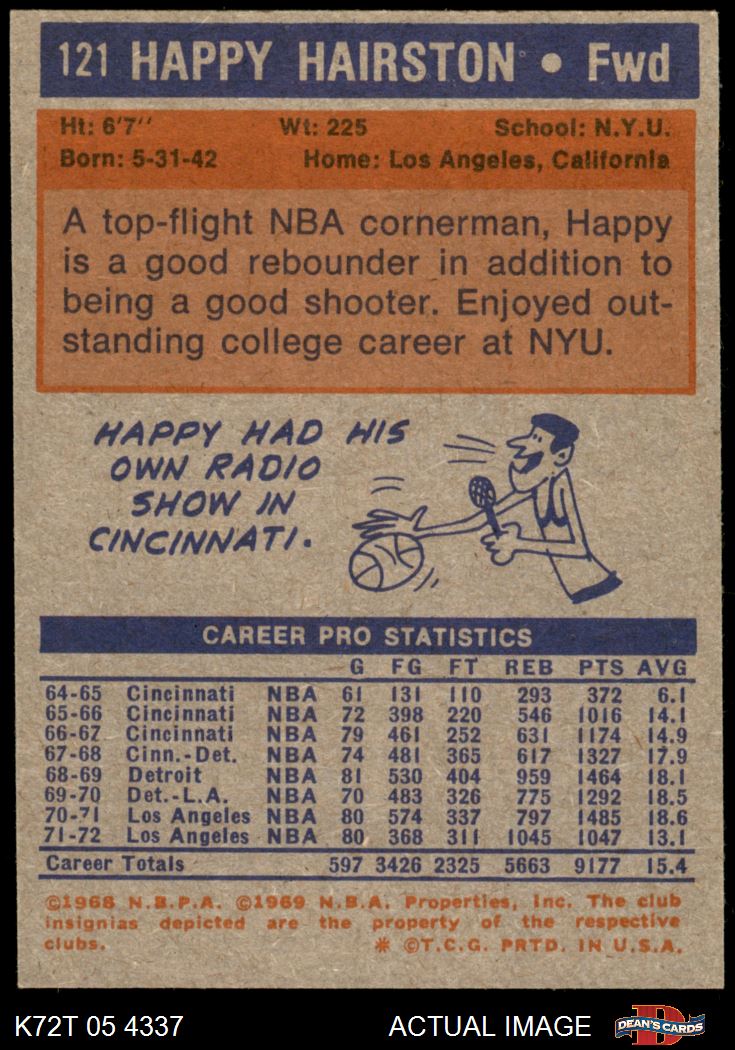 121 HAPPY HAIRSTON • Fwd
Ht: 6'7'' Wt: 225 School: N.Y.U.
Born: 5-31-42 Home: Los Angeles, California
A top-flight NBA cornerman, Happy
is a good rebounder in addition to
being a good shooter. Enjoyed out-
standing college career at NYU.
HAPPY HAD HIS
OWN RADIO
SHOW IN
CINCINNATI.
CAREER PRO STATISTICS
G FG FT REB PTS AVG
64-65 Cincinnati NBA 61 131 110 293 372 6.1
65-66 Cincinnati NBA 72 398 220 546 1016 14.1
66-67 Cincinnati NBA 79 461 252 631 1174 14.9
67-68 Cinn.-Det. NBA 74 481 365 617 1327 17.9
68-69 Detroit NBA 81 530 404 959 1464 18.1
69-70 Det.-L.A. NBA 70 483 326 775 1292 18.5
70-71 Los Angeles NBA 80 574 337 797 1485 18.6
71-72 Los Angeles NBA 80 368 311 1045 1047 13.1
Career Totals 597 3426 2325 5663 9177 15.4
©1968 N.B.P.A. ©1969 N.B.A. Properties, Inc. The club
insignias depicted are the property of the respective
clubs. * ©T.C.G. PRTD. IN U.S.A.
K72T 05 4337 ACTUAL IMAGE D DEAN'S CARDS